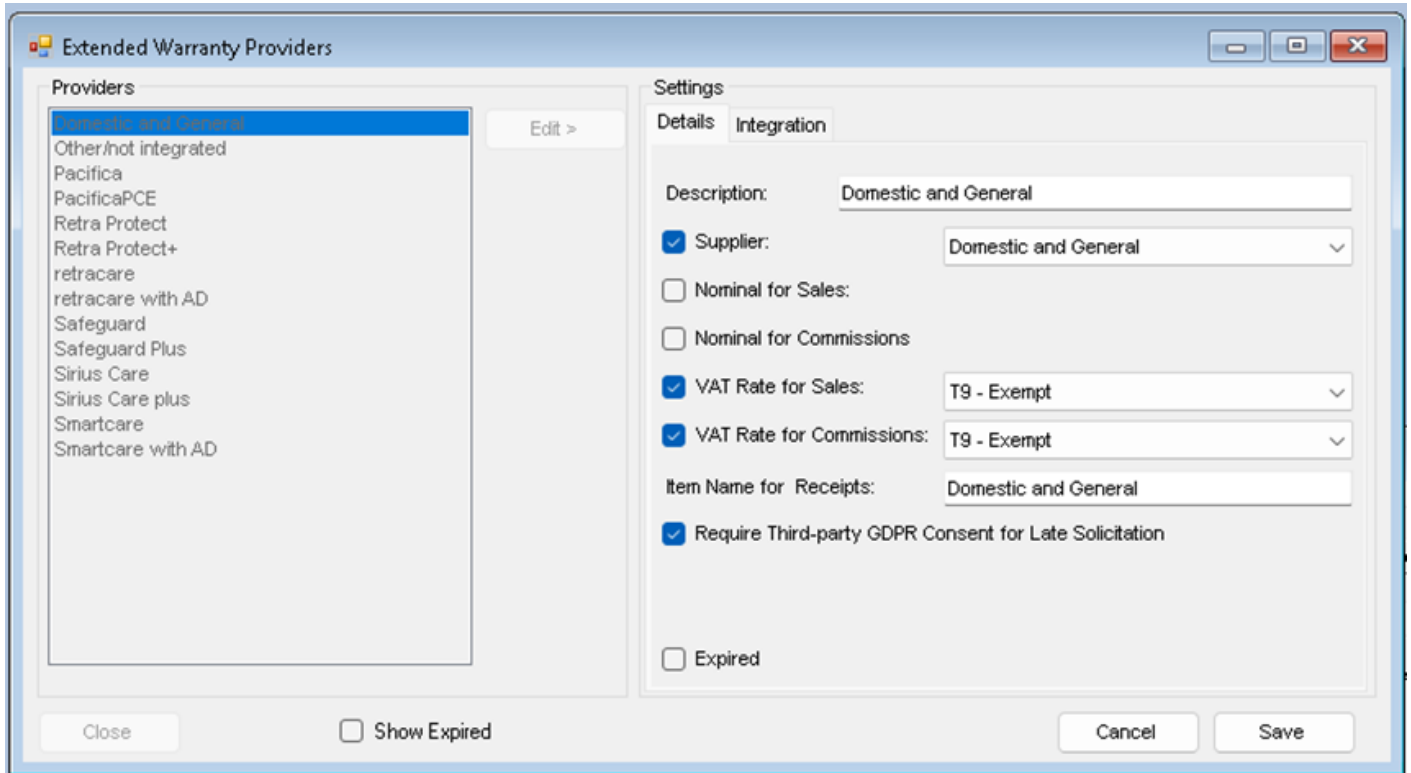 Extended Warranty Providers
Providers
Domestic and General
Other/not integrated
Pacifica
PacificaPCE
Retra Protect
Retra Protect+
retracare
retracare with AD
Safeguard
Safeguard Plus
Sirius Care
Sirius Care plus
Smartcare
Smartcare with AD
Edit >
Settings
Details Integration
Description: Domestic and General
Supplier: Domestic and General
Nominal for Sales:
Nominal for Commissions
VAT Rate for Sales: T9 - Exempt
VAT Rate for Commissions: T9 - Exempt
Item Name for Receipts: Domestic and General
Require Third-party GDPR Consent for Late Solicitation
Expired
Close Show Expired Cancel Save